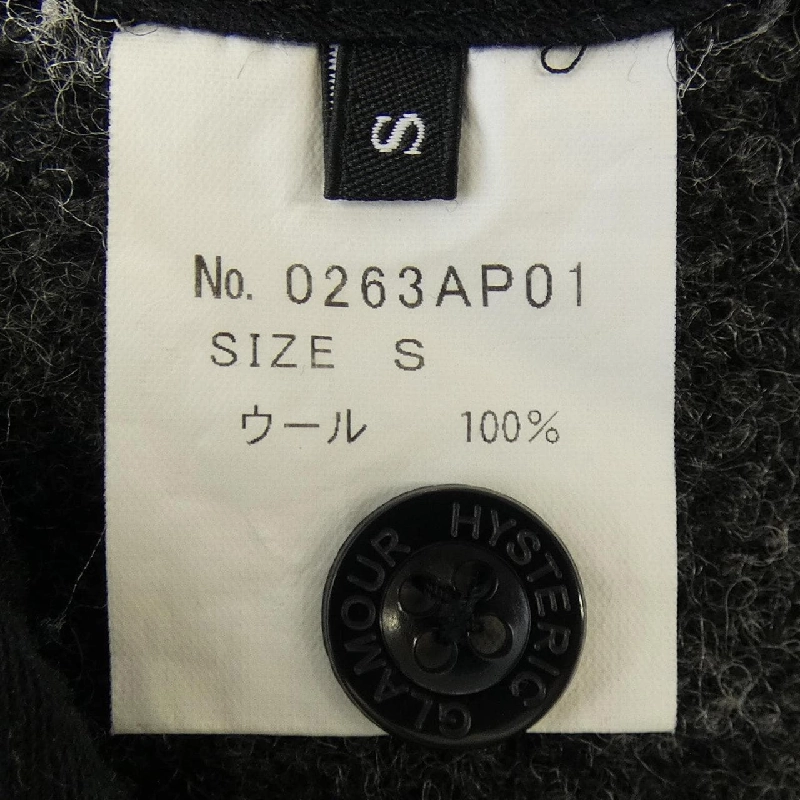 S
No. 0263AP01
SIZE S
ウール 100%
HYSTERIC GLAMOUR